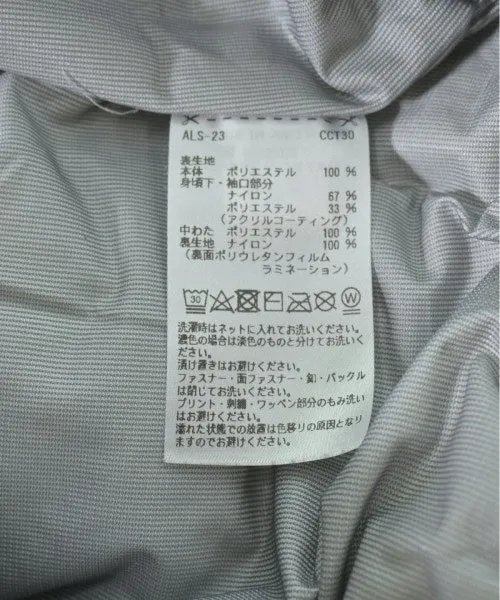 ALS-23 CCT30
表生地
本体 ポリエステル 100 %
身頃下・袖口部分
ナイロン 67 %
ポリエステル 33 %
(アクリルコーティング)
中わた ポリエステル 100 %
裏生地 ナイロン 100 %
(裏面ポリウレタンフィルム
ラミネーション)
30 W
洗濯時はネットに入れてお洗いください。
濃色の場合は淡色のものと分けてお洗いく
ださい。
漬け置きはお避けください。
ファスナー・面ファスナー・釦・バックル
は閉じてお洗いください。
プリント・刺繍・ワッペン部分のもみ洗い
はお避けください。
濡れた状態での放置は色移りの原因となり
ますのでお避けください。